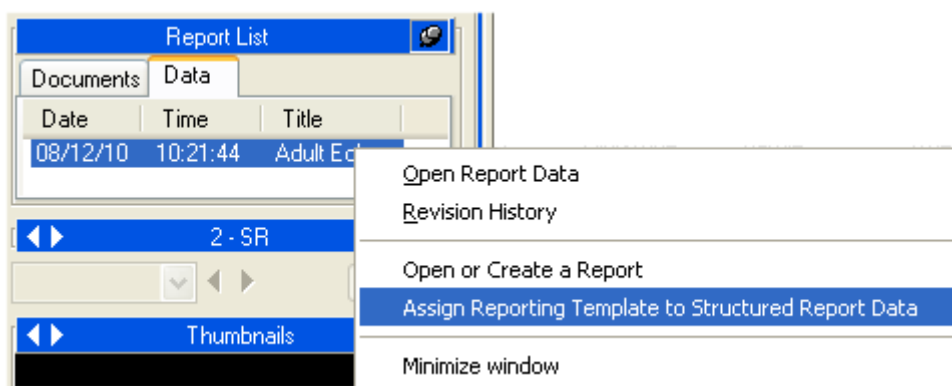 Report List
Documents Data
Date Time Title
08/12/10 10:21:44 Adult
Open Report Data
Revision History
2 - SR
Open or Create a Report
Assign Reporting Template to Structured Report Data
Thumbnails
Minimize window